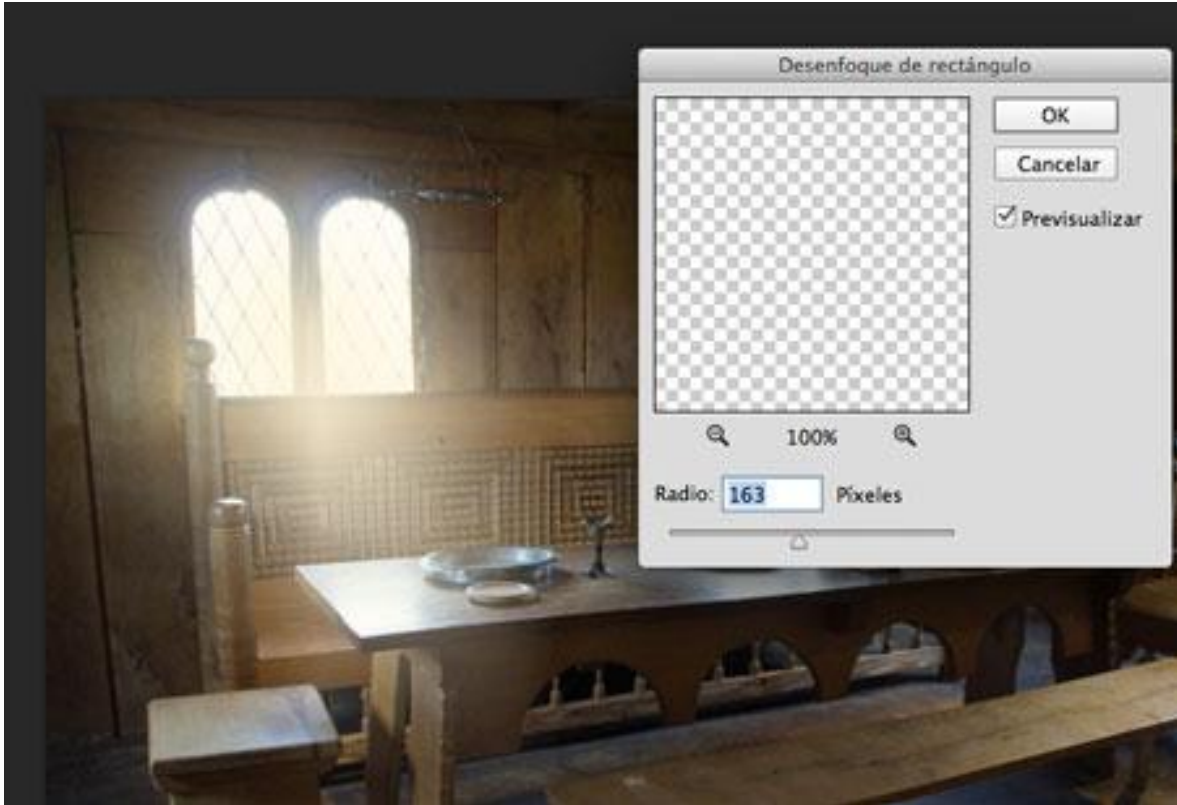 Desenfoque de rectángulo
OK
Cancelar
Previsualizar
100%
Radio: 163 Píxeles